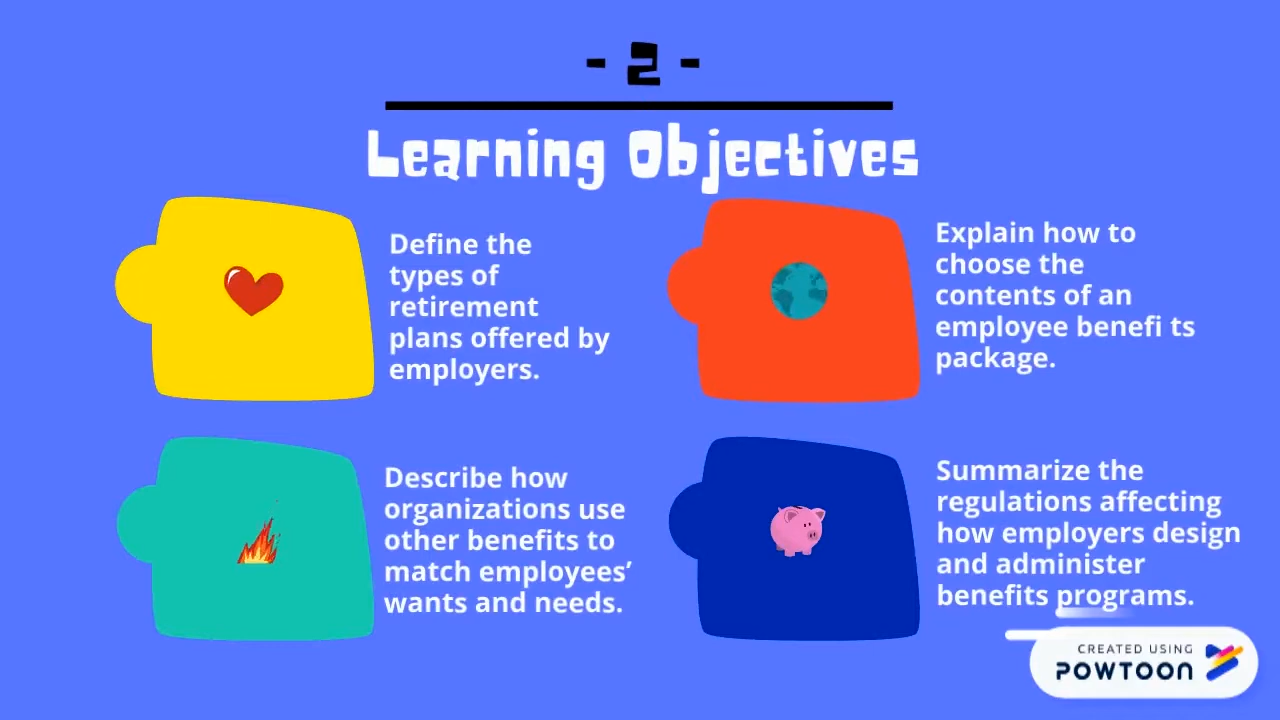 - 2 -
Learning Objectives
Define the
types of
retirement
plans offered by
employers.
Explain how to
choose the
contents of an
employee benefi ts
package.
Describe how
organizations use
other benefits to
match employees’
wants and needs.
Summarize the
regulations affecting
how employers design
and administer
benefits programs.
CREATED USING
POWTOON